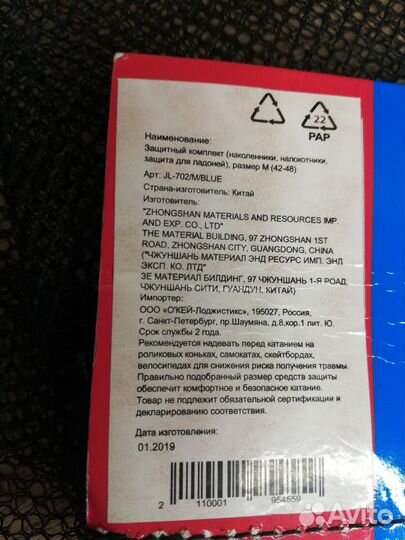 22
PAP
Наименование:
Защитный комплект (наколенники, налокотники.
защита для ладоней), размер М (42-48)
Арт: JL-702/M/BLUE
Страна-изготовитель: Китай
Изготовитель:
"ZHONGSHAN MATERIALS AND RESOURCES IMP.
AND EXP. CO., LTD"
THE MATERIAL BUILDING, 97 ZHONGSHAN 1ST
ROAD, ZHONGSHAN CITY, GUANGDONG, CHINA
("ЧЖУНШАНЬ МАТЕРИАЛ ЭНД РЕСУРС ИМП. ЭНД
ЭКСП. КО. ЛТД"
ЗЕ МАТЕРИАЛ БИЛДИНГ, 97 ЧЖУНШАНЬ 1-Я РОАД,
ЧЖУНШАНЬ СИТИ, ГУАНДУН, КИТАЙ)
Импортер:
ООО «О'КЕЙ-Лоджистикс», 195027, Россия,
г. Санкт-Петербург, пр.Шаумяна, д.8,кор.1 лит. Ю.
Срок службы 2 года.
Рекомендуется надевать перед катанием на
роликовых коньках, самокатах, скейтбордах,
велосипедах для снижения риска получения травмы.
Правильно подобранный размер средств защиты
обеспечит комфортное и безопасное катание.
Товар не подлежит обязательной сертификации и
декларированию соответствия.
Дата изготовления
01.2019
2 110001 954559
Avito